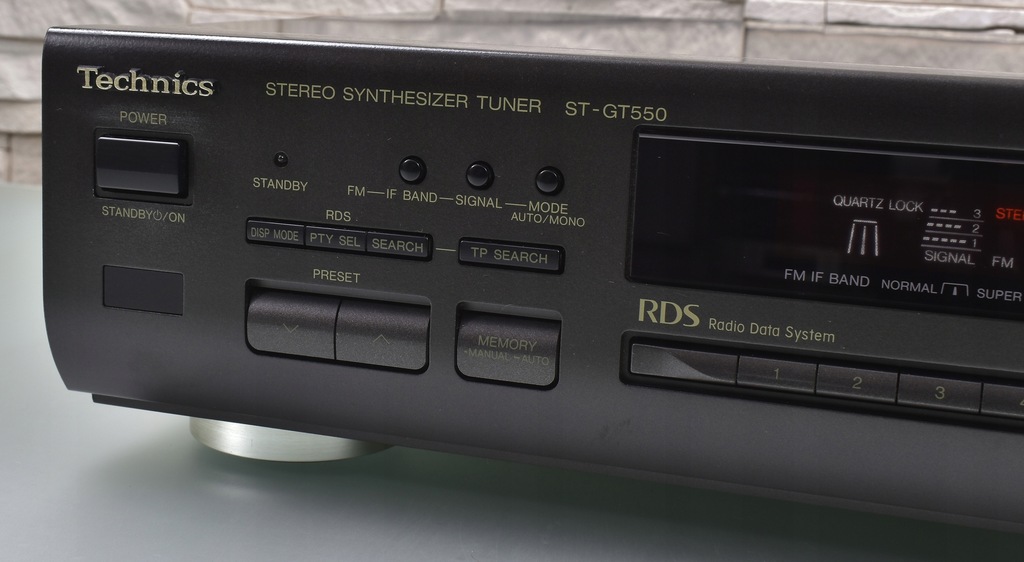 Technics
STEREO SYNTHESIZER TUNER ST-GT550
POWER
STANDBY⏻/ON
STANDBY
FM IF BAND SIGNAL MODE
AUTO/MONO
RDS
DISP MODE PTY SEL SEARCH TP SEARCH
PRESET
MEMORY
-MANUAL -AUTO
QUARTZ LOCK
3
2
1
SIGNAL FM
STE
FM IF BAND NORMAL SUPER
RDS Radio Data System
1 2 3